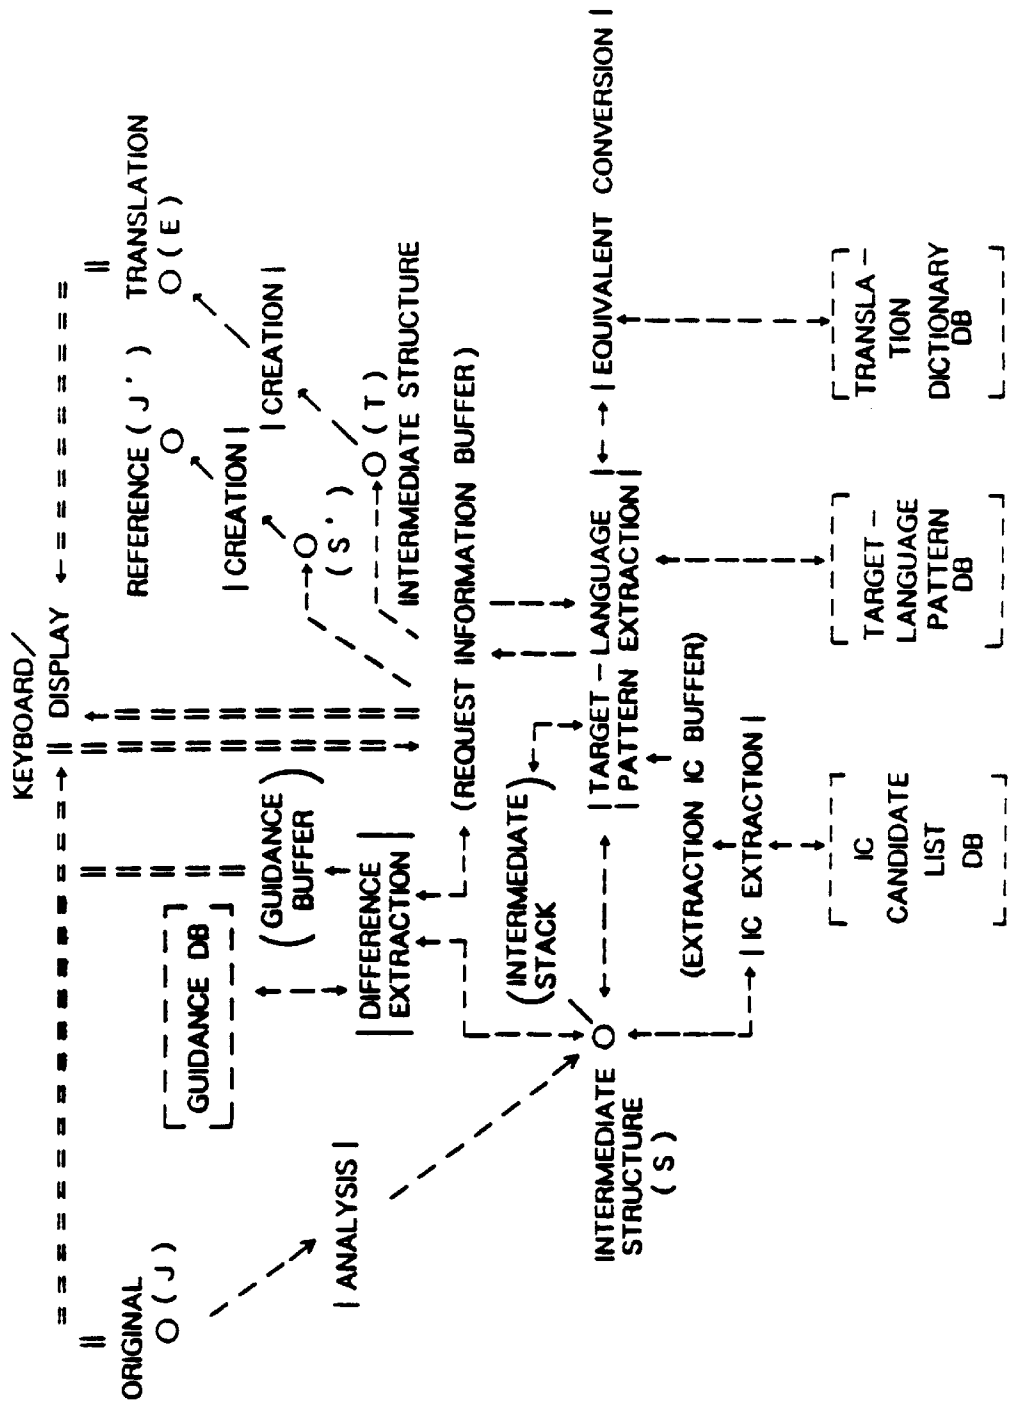 KEYBOARD/
DISPLAY
ORIGINAL
(J)
REFERENCE (J')
TRANSLATION
(E)
[GUIDANCE DB]
(GUIDANCE
BUFFER)
|CREATION|
|CREATION|
|ANALYSIS|
|DIFFERENCE
EXTRACTION|
(S')
(T)
INTERMEDIATE STRUCTURE
(REQUEST INFORMATION BUFFER)
(INTERMEDIATE
STACK)
INTERMEDIATE
STRUCTURE
(S)
|TARGET-LANGUAGE|
|PATTERN EXTRACTION|
|EQUIVALENT CONVERSION|
(EXTRACTION IC BUFFER)
|IC EXTRACTION|
IC
CANDIDATE
LIST
DB
TARGET-
LANGUAGE
PATTERN
DB
TRANSLA-
TION
DICTIONARY
DB